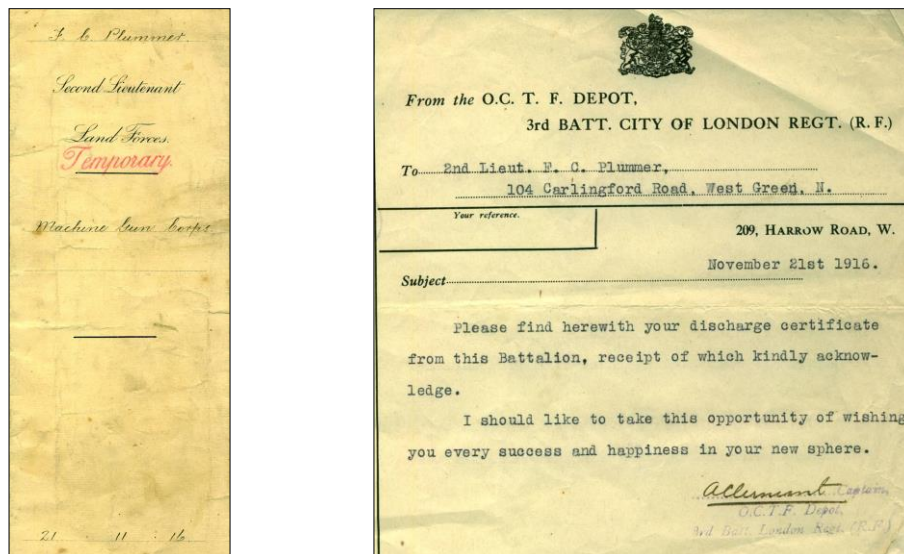 F. C. Plummer.
Second Lieutenant
Land Forces.
Temporary.
Machine Gun Corps.
21 . 11 . 16
From the O.C. T. F. DEPOT,
3rd BATT. CITY OF LONDON REGT. (R. F.)
To 2nd Lieut. F. C. Plummer,
104 Carlingford Road, West Green, N.
Your reference.
209, HARROW ROAD, W.
November 21st 1916.
Subject
Please find herewith your discharge certificate
from this Battalion, receipt of which kindly acknow-
ledge.
I should like to take this opportunity of wishing
you every success and happiness in your new sphere.
Captain,
O.C.T.F. Depot,
3rd Batt. London Regt. (R.F.)